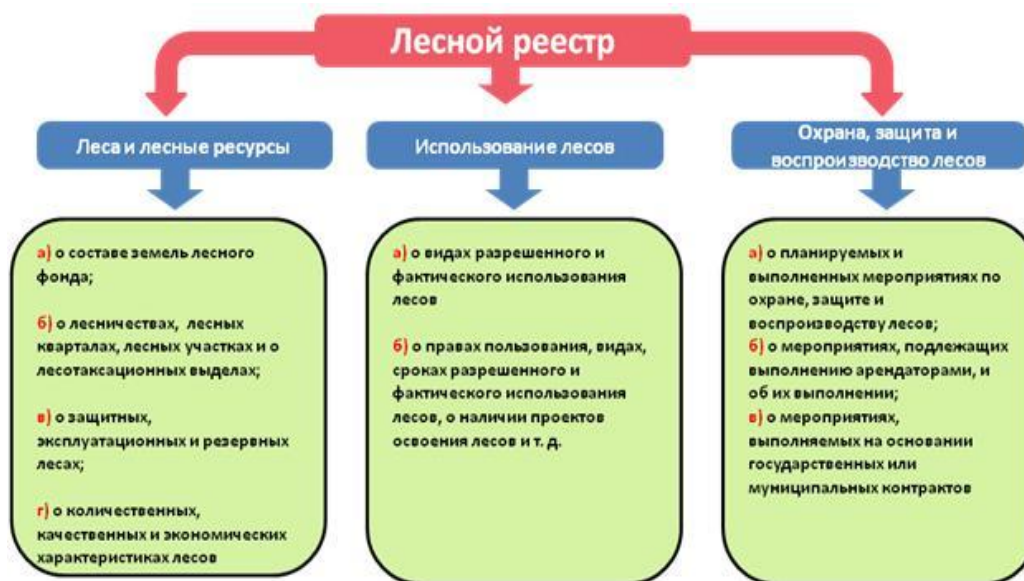 Лесной реестр
Леса и лесные ресурсы
а) о составе земель лесного
фонда;
б) о лесничествах, лесных
кварталах, лесных участках и о
лесотаксационных выделах;
в) о защитных,
эксплуатационных и резервных
лесах;
г) о количественных,
качественных и экономических
характеристиках лесов
Использование лесов
а) о видах разрешенного и
фактического использования
лесов
б) о правах пользования, видах,
сроках разрешенного и
фактического использования
лесов, о наличии проектов
освоения лесов и т. д.
Охрана, защита и
воспроизводство лесов
а) о планируемых и
выполненных мероприятиях по
охране, защите и
воспроизводству лесов;
б) о мероприятиях, подлежащих
выполнению арендаторами, и
об их выполнении;
в) о мероприятиях,
выполняемых на основании
государственных или
муниципальных контрактов